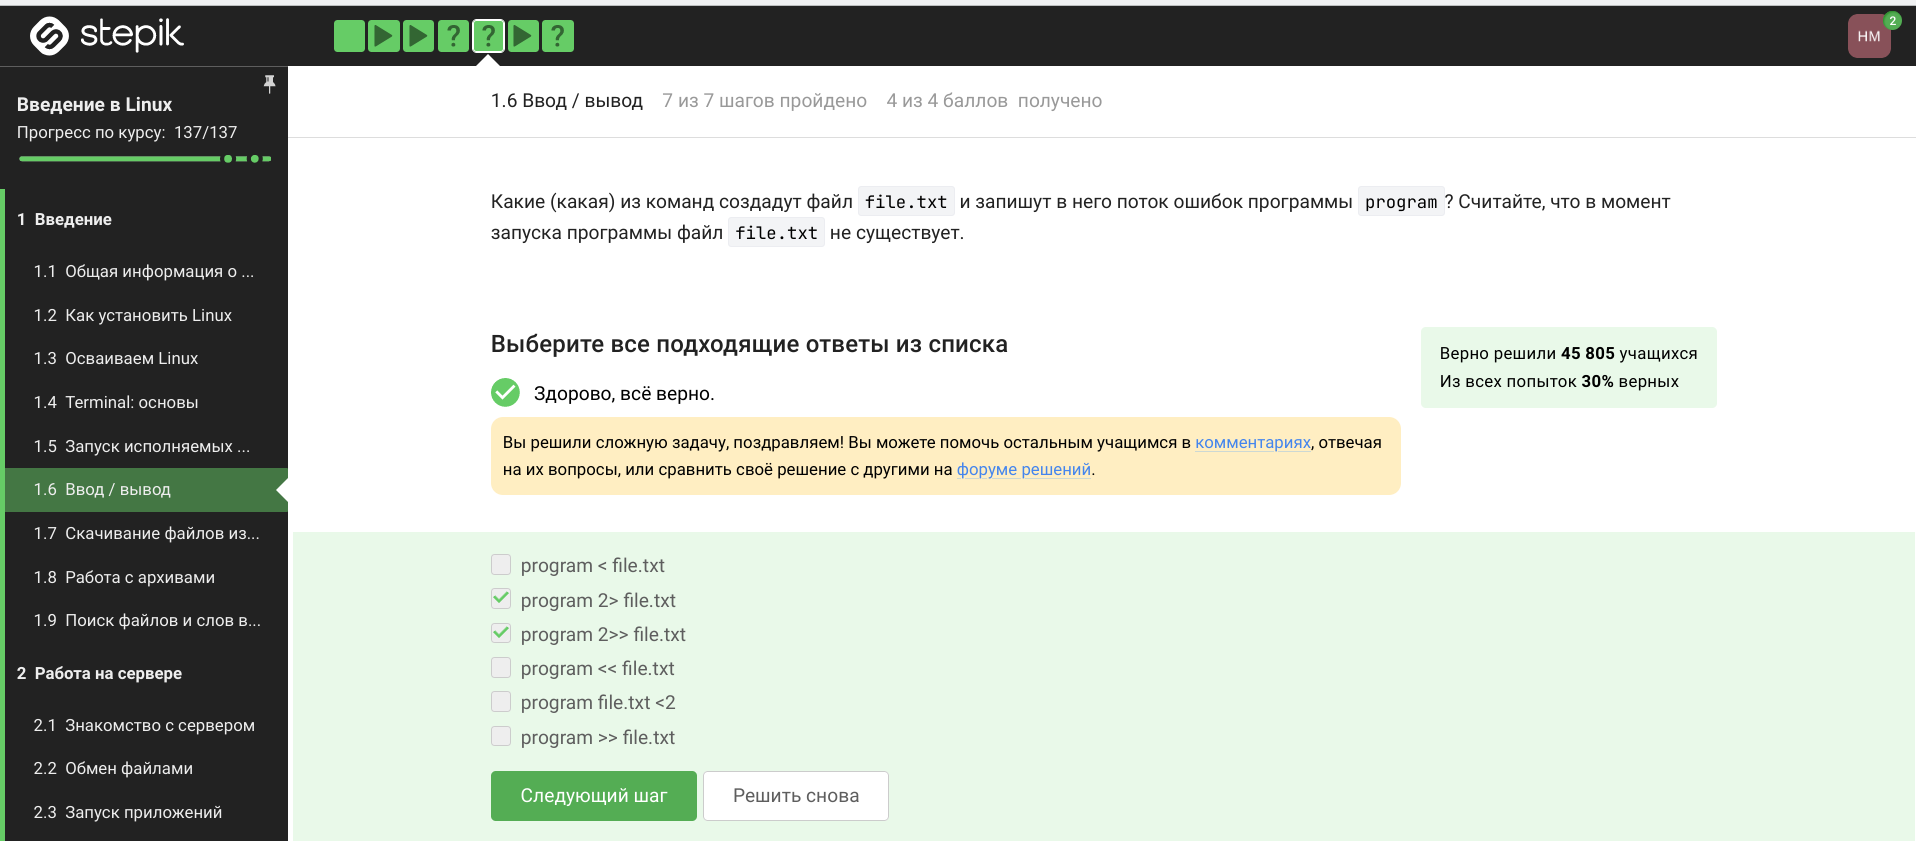 stepik
? ? ?
НМ
2
Введение в Linux
Прогресс по курсу: 137/137
1 Введение
1.1 Общая информация о ...
1.2 Как установить Linux
1.3 Осваиваем Linux
1.4 Terminal: основы
1.5 Запуск исполняемых ...
1.6 Ввод / вывод
1.7 Скачивание файлов из...
1.8 Работа с архивами
1.9 Поиск файлов и слов в...
2 Работа на сервере
2.1 Знакомство с сервером
2.2 Обмен файлами
2.3 Запуск приложений
1.6 Ввод / вывод 7 из 7 шагов пройдено 4 из 4 баллов получено
Какие (какая) из команд создадут файл file.txt и запишут в него поток ошибок программы program? Считайте, что в момент
запуска программы файл file.txt не существует.
Выберите все подходящие ответы из списка
Здорово, всё верно.
Вы решили сложную задачу, поздравляем! Вы можете помочь остальным учащимся в комментариях, отвечая
на их вопросы, или сравнить своё решение с другими на форуме решений.
Верно решили 45 805 учащихся
Из всех попыток 30% верных
program < file.txt
program 2> file.txt
program 2>> file.txt
program << file.txt
program file.txt <2
program >> file.txt
Следующий шаг Решить снова